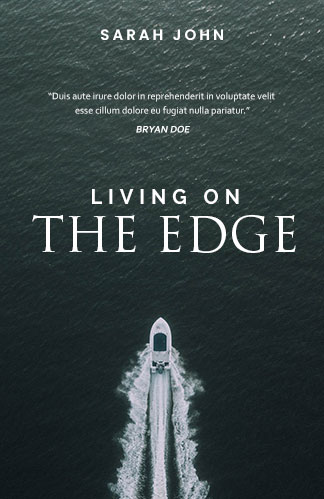 SARAH JOHN
“Duis aute irure dolor in reprehenderit in voluptate velit
esse cillum dolore eu fugiat nulla pariatur.”
BRYAN DOE
LIVING ON
THE EDGE